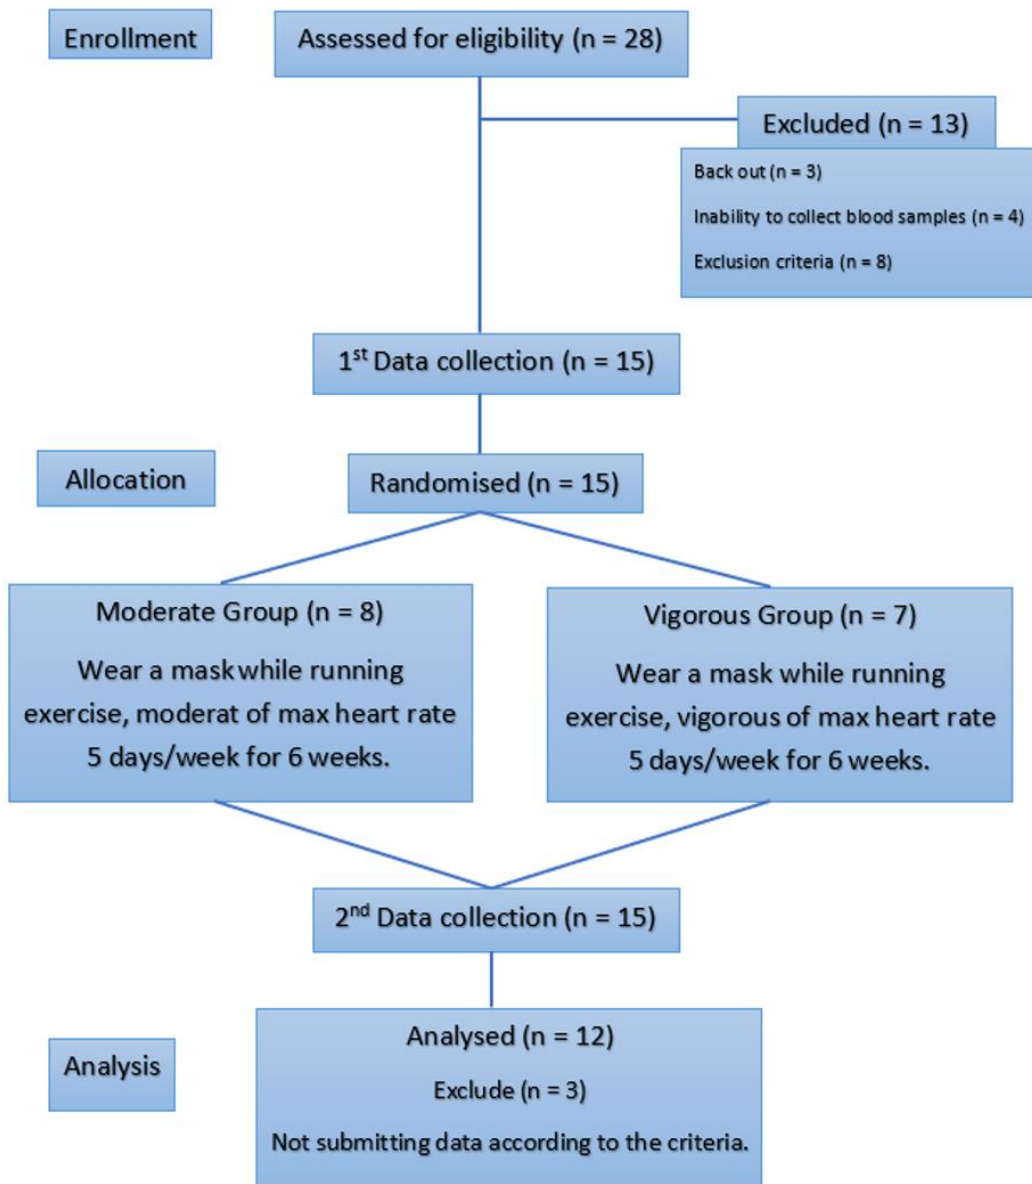 Enrollment
Assessed for eligibility (n = 28)
Excluded (n = 13)
Back out (n = 3)
Inability to collect blood samples (n = 4)
Exclusion criteria (n = 8)
1st Data collection (n = 15)
Allocation
Randomised (n = 15)
Moderate Group (n = 8)
Wear a mask while running
exercise, moderat of max heart rate
5 days/week for 6 weeks.
Vigorous Group (n = 7)
Wear a mask while running
exercise, vigorous of max heart rate
5 days/week for 6 weeks.
2nd Data collection (n = 15)
Analysis
Analysed (n = 12)
Exclude (n = 3)
Not submitting data according to the criteria.